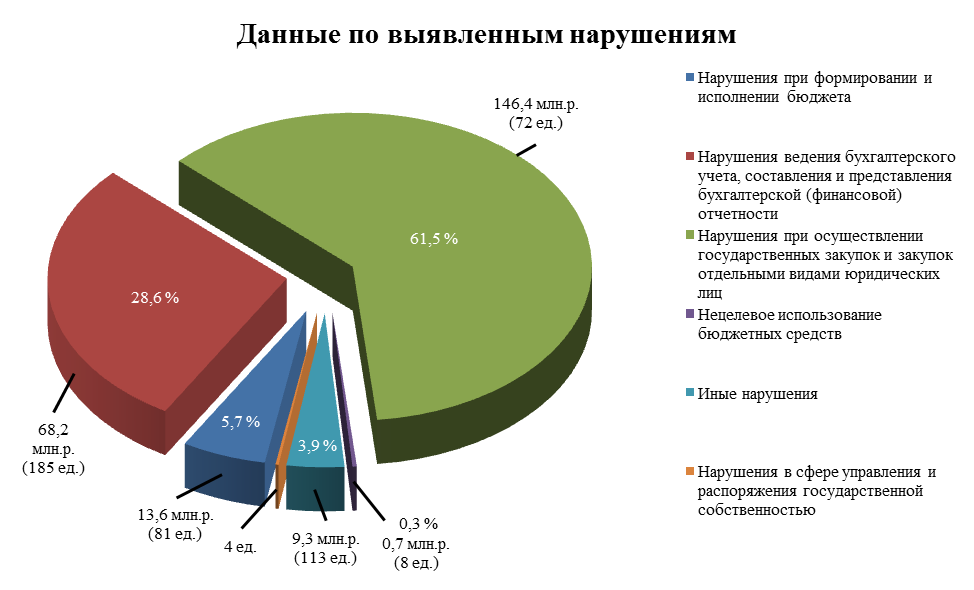 Данные по выявленным нарушениям
146,4 млн.р.
(72 ед.)
61,5 %
28,6 %
68,2
млн.р.
(185 ед.)
5,7 %
13,6 млн.р.
(81 ед.)
4 ед.
3,9 %
9,3 млн.р.
(113 ед.)
0,3 %
0,7 млн.р.
(8 ед.)
Нарушения при формировании и
исполнении бюджета
Нарушения ведения бухгалтерского
учета, составления и представления
бухгалтерской (финансовой)
отчетности
Нарушения при осуществлении
государственных закупок и закупок
отдельными видами юридических
лиц
Нецелевое использование
бюджетных средств
Иные нарушения
Нарушения в сфере управления и
распоряжения государственной
собственностью